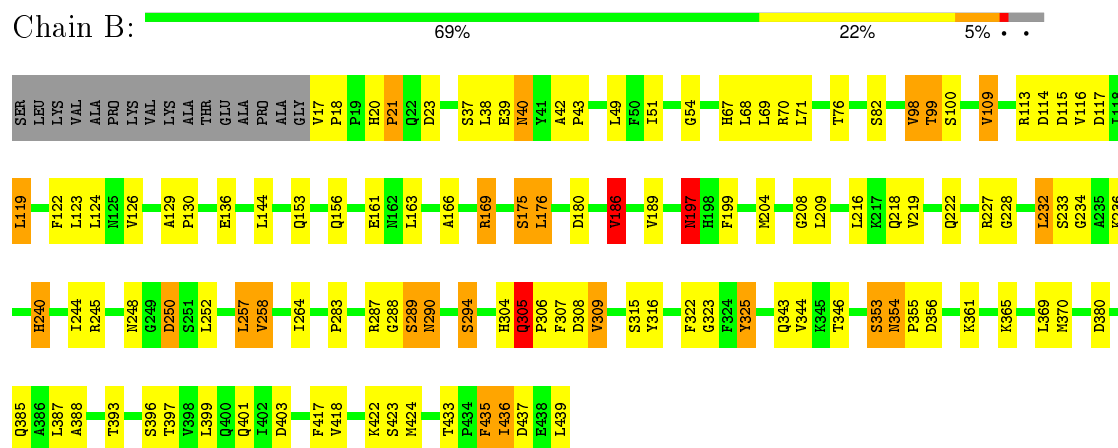 Chain B:
69% 22% 5% • •
SER LEU LYS VAL ALA PRO LYS VAL LYS ALA THR GLU ALA PRO ALA GLY V17 P18 P19 H20 P21 Q22 D23 S37 L38 E39 N40 Y41 A42 P43 L49 F50 I51 G54 H67 L68 L69 R70 L71 T76 S82 V98 T99 S100 V109 R113 D114 D115 V116 D117 I118
L119 F122 L123 L124 N125 V126 A129 P130 E136 L144 Q153 Q156 E161 N162 L163 A166 R169 S175 L176 D180 V186 V189 N197 H198 F199 M204 G208 L209 L216 K217 Q218 V219 Q222 R227 G228 L232 S233 G234 A235 K236
H240 I244 R245 N248 G249 D250 S251 L252 L257 V258 I264 P283 R287 G288 S289 N290 S294 H304 Q305 P306 F307 D308 V309 S315 Y316 F322 G323 F324 Y325 Q343 V344 K345 T346 S353 N354 P355 D356 K361 K365 L369 M370 D380
Q385 A386 L387 A388 T393 S396 T397 V398 L399 Q400 Q401 I402 D403 F417 V418 K422 S423 M424 T433 P434 F435 I436 D437 E438 L439